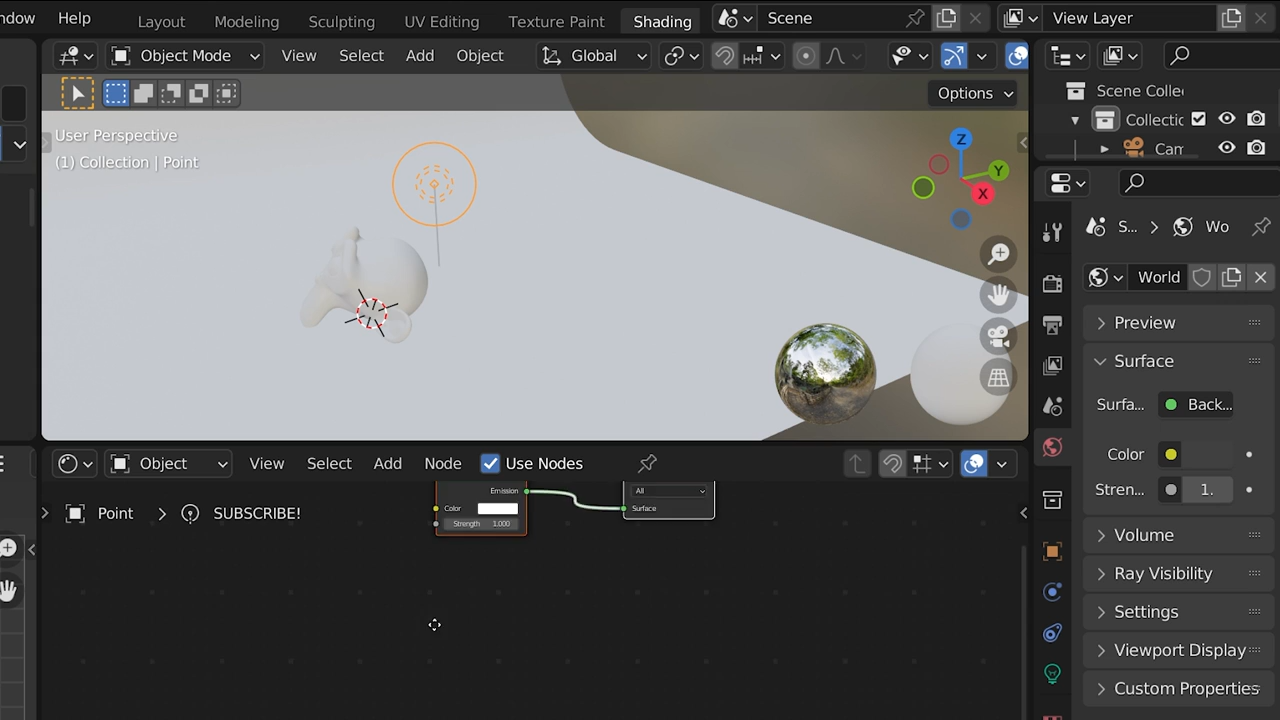 ndow Help Layout Modeling Sculpting UV Editing Texture Paint Shading Scene View Layer
Object Mode View Select Add Object Global
Options
User Perspective
(1) Collection | Point
Z
Y
X
Scene Collec
Collectic
Cam
S... Wo
World
Preview
Surface
Surfa... Back...
Color
Stren... 1.
Volume
Ray Visibility
Settings
Viewport Display
Custom Properties
Object View Select Add Node Use Nodes
Point SUBSCRIBE!
Emission
Color
Strength 1.000
All
Surface